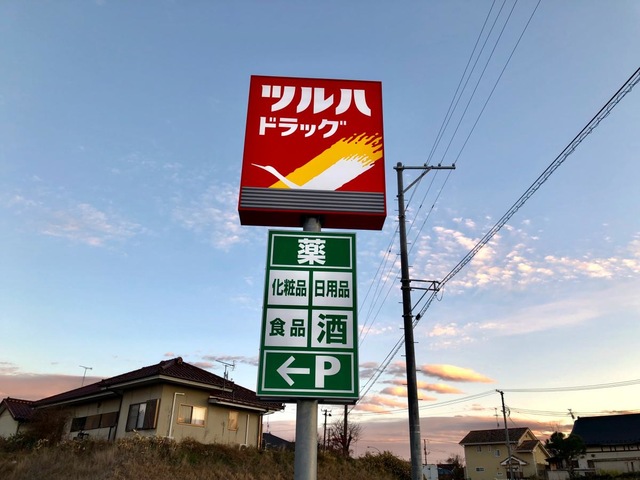 ツルハ
ドラッグ
薬
化粧品 日用品
食品 酒
←P